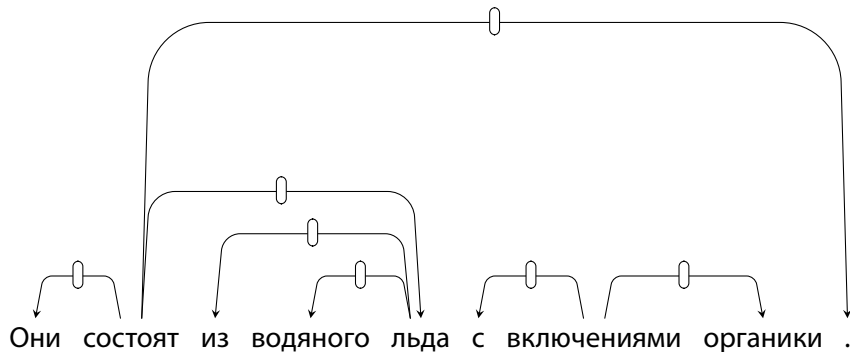 Они состоят из водяного льда с включениями органики .